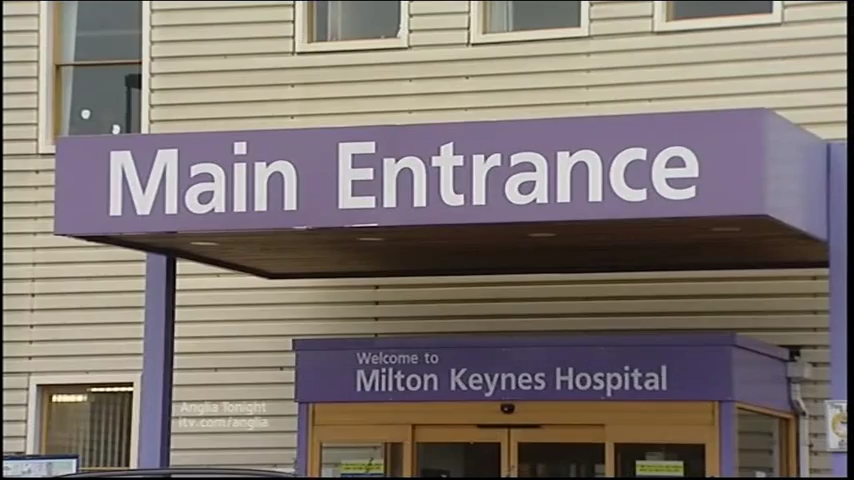 Main Entrance
Welcome to
Milton Keynes Hospital
Anglia Tonight
itv.com/anglia